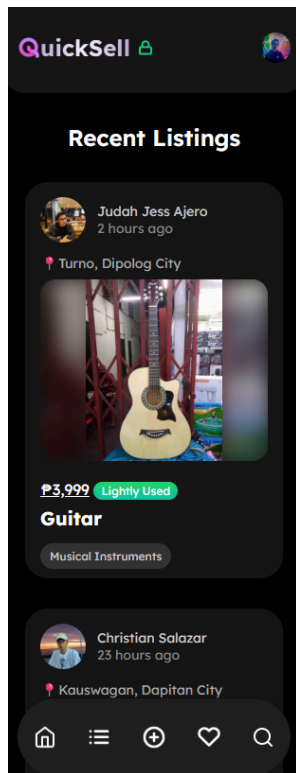 QuickSell
Recent Listings
Judah Jess Ajero
2 hours ago
Turno, Dipolog City
₱3,999 Lightly Used
Guitar
Musical Instruments
Christian Salazar
23 hours ago
Kauswagan, Dapitan City